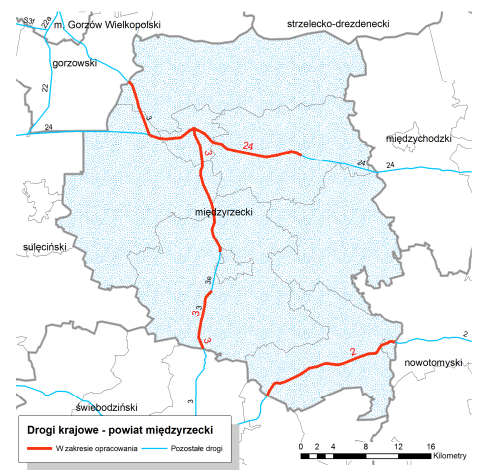 S3r
22a
m. Gorzów Wielkopolski
strzelecko-drezdenecki
gorzowski
22
3
24
3
24
międzychodzki
24
24
międzyrzecki
sulęciński
3e
3
3
3
2
2
nowotomyski
świebodziński
3
Drogi krajowe - powiat międzyrzecki
W zakresie opracowania
Pozostałe drogi
0 2 4 8 12 16
Kilometry